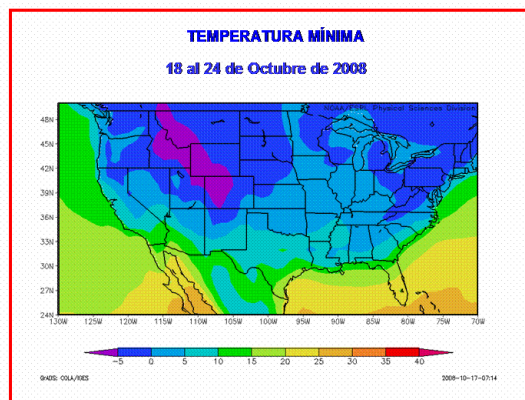 TEMPERATURA MÍNIMA
18 al 24 de Octubre de 2008
NOAA/ESRL Physical Sciences Division
48N
45N
42N
39N
36N
33N
30N
27N
24N
130W 125W 120W 115W 110W 105W 100W 95W 90W 85W 80W 75W 70W
-5 0 5 10 15 20 25 30 35 40
GrADS: COLA/IGES
2008-10-17-07:14